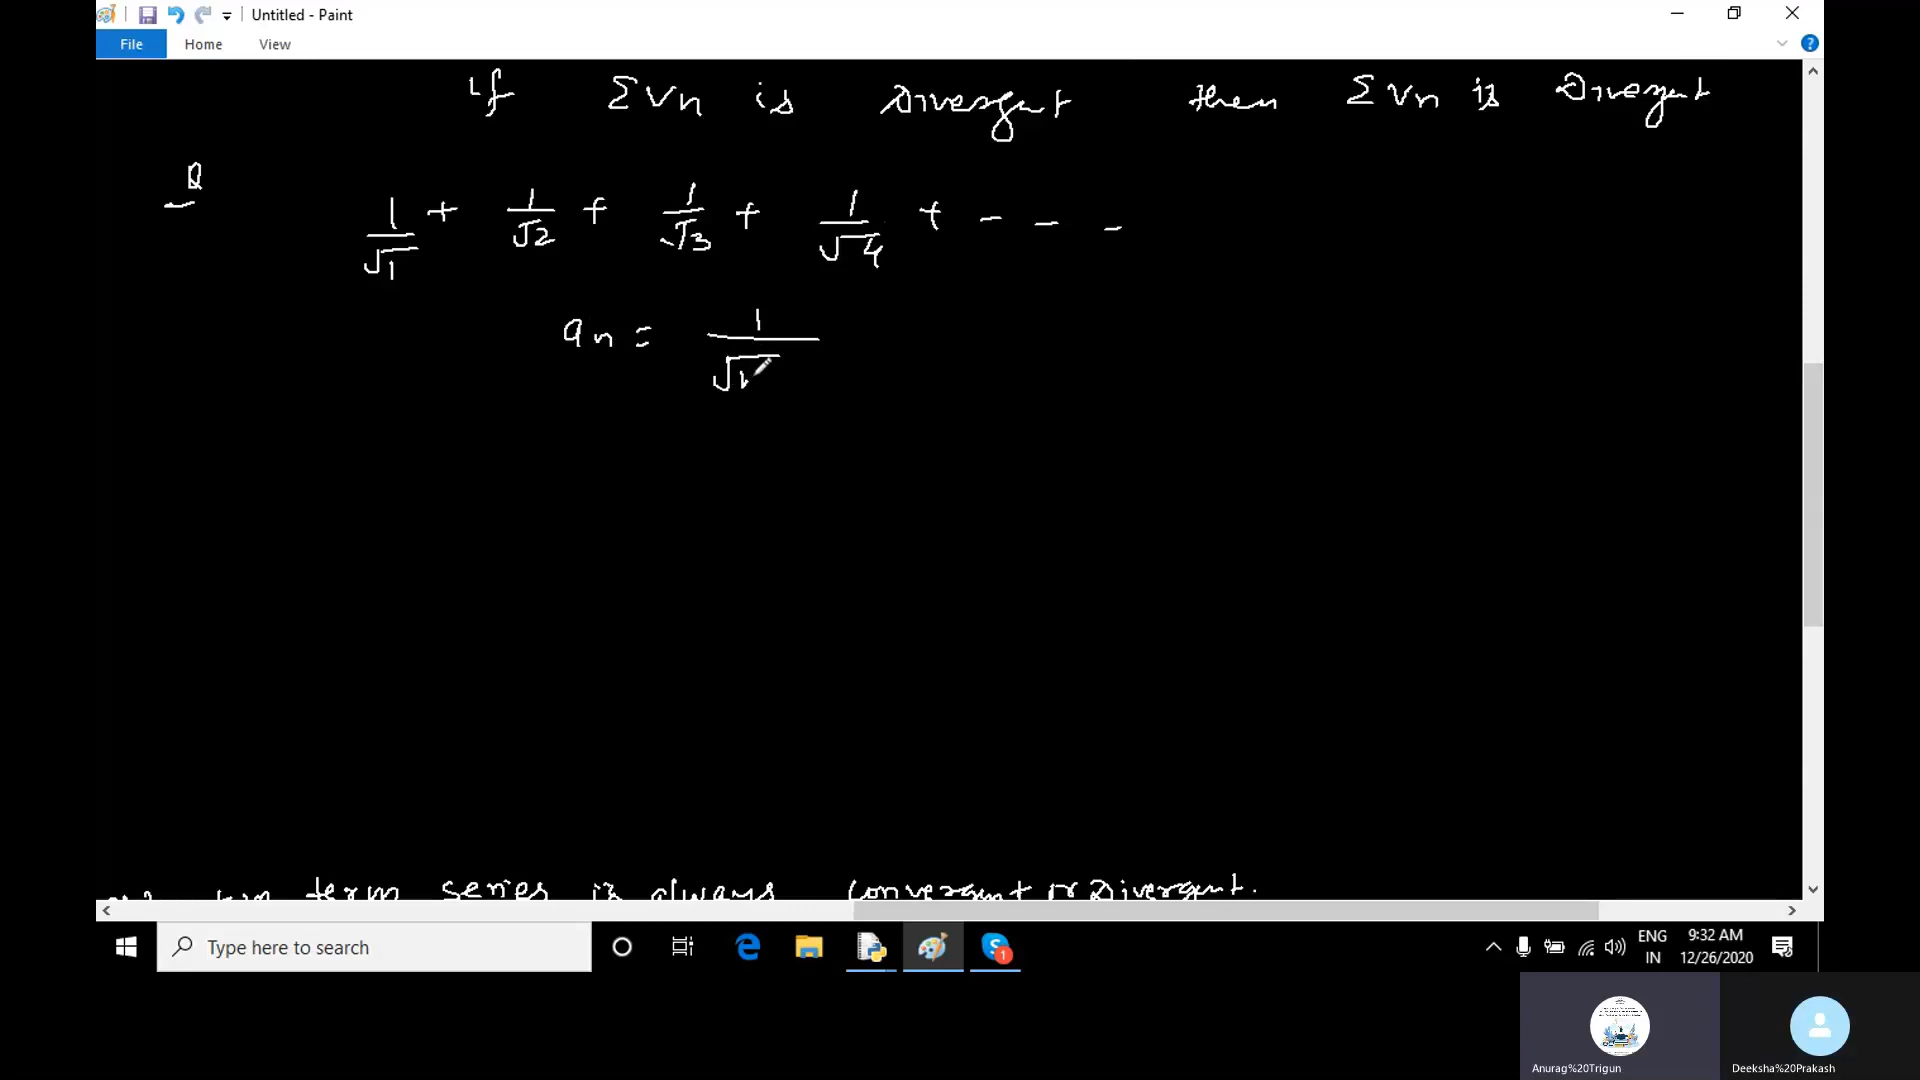 Untitled - Paint
File Home View
If ΣVn is Divergent then ΣVn is Divergent
Q
1/√1 + 1/√2 + 1/√3 + 1/√4 + - - -
an = 1/√
term series is always convergent or Divergent.
Type here to search
ENG 9:32 AM
IN 12/26/2020
1
Anurag%20Trigun Deeksha%20Prakash